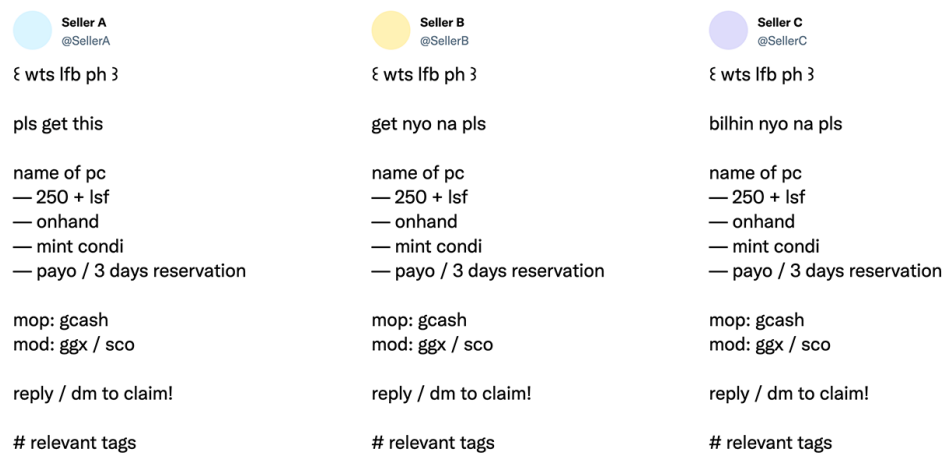 Seller A
@SellerA
꒰ wts lfb ph ꒱
pls get this
name of pc
— 250 + lsf
— onhand
— mint condi
— payo / 3 days reservation
mop: gcash
mod: ggx / sco
reply / dm to claim!
# relevant tags
Seller B
@SellerB
꒰ wts lfb ph ꒱
get nyo na pls
name of pc
— 250 + lsf
— onhand
— mint condi
— payo / 3 days reservation
mop: gcash
mod: ggx / sco
reply / dm to claim!
# relevant tags
Seller C
@SellerC
꒰ wts lfb ph ꒱
bilhin nyo na pls
name of pc
— 250 + lsf
— onhand
— mint condi
— payo / 3 days reservation
mop: gcash
mod: ggx / sco
reply / dm to claim!
# relevant tags